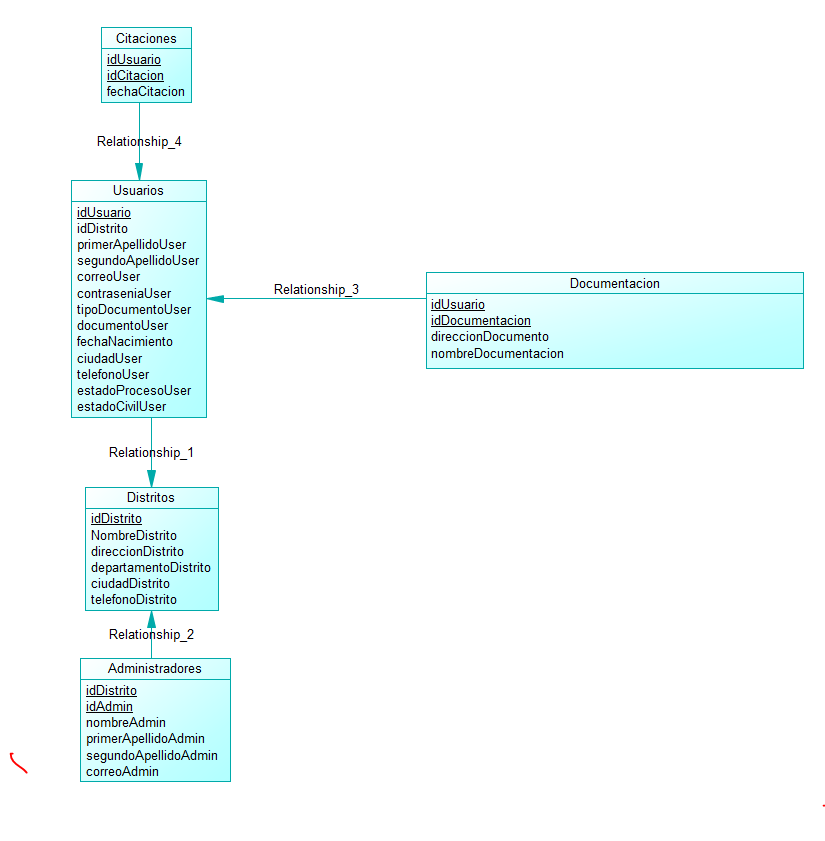 Citaciones
idUsuario
idCitacion
fechaCitacion
Relationship_4
Usuarios
idUsuario
idDistrito
primerApellidoUser
segundoApellidoUser
correoUser
contraseniaUser
tipoDocumentoUser
documentoUser
fechaNacimiento
ciudadUser
telefonoUser
estadoProcesoUser
estadoCivilUser
Relationship_3
Documentacion
idUsuario
idDocumentacion
direccionDocumento
nombreDocumentacion
Relationship_1
Distritos
idDistrito
NombreDistrito
direccionDistrito
departamentoDistrito
ciudadDistrito
telefonoDistrito
Relationship_2
Administradores
idDistrito
idAdmin
nombreAdmin
primerApellidoAdmin
segundoApellidoAdmin
correoAdmin